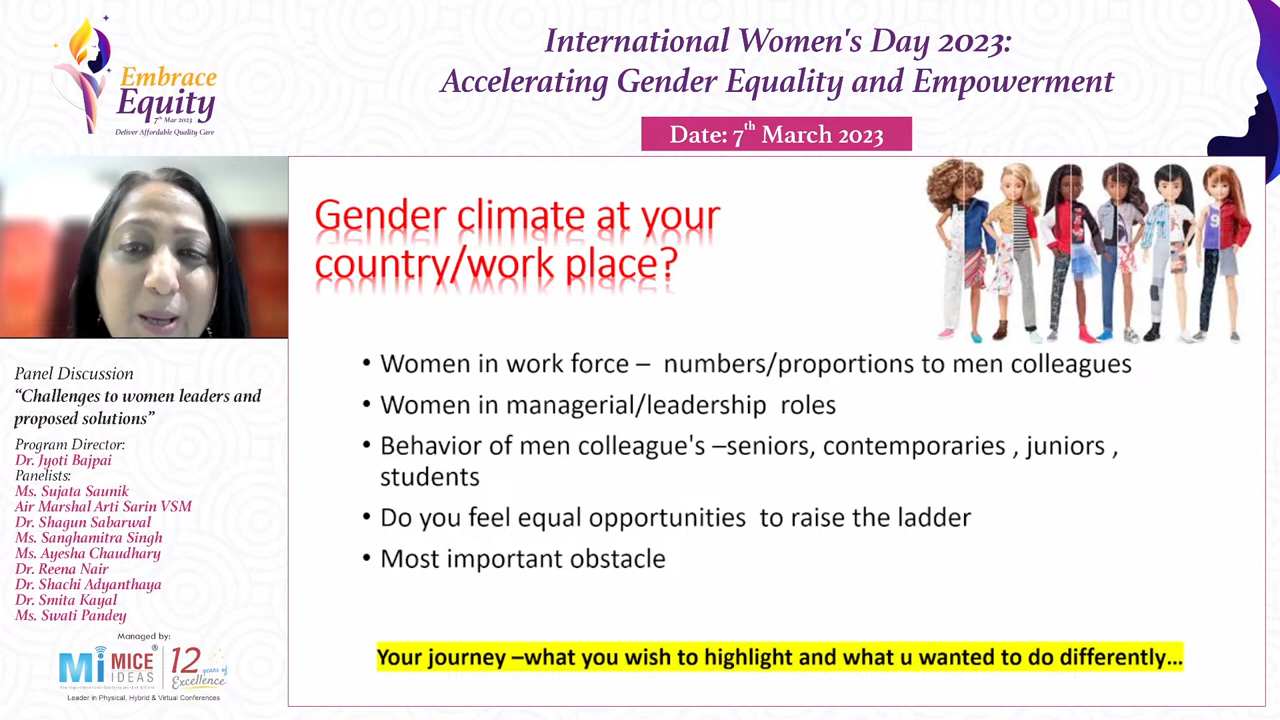 Embrace
Equity
7th Mar 2023
Deliver Affordable Quality Care
International Women's Day 2023:
Accelerating Gender Equality and Empowerment
Date: 7th March 2023
Panel Discussion
“Challenges to women leaders and
proposed solutions”
Program Director:
Dr. Jyoti Bajpai
Panelists:
Ms. Sujata Saunik
Air Marshal Arti Sarin VSM
Dr. Shagun Sabarwal
Ms. Sanghamitra Singh
Ms. Ayesha Chaudhary
Dr. Reena Nair
Dr. Shachi Adyanthaya
Dr. Smita Kayal
Ms. Swati Pandey
Managed by:
Mi MICE IDEAS®
12 years of Excellence
Leader in Physical, Hybrid & Virtual Conferences
Gender climate at your
country/work place?
9
• Women in work force – numbers/proportions to men colleagues
• Women in managerial/leadership roles
• Behavior of men colleague's –seniors, contemporaries , juniors ,
students
• Do you feel equal opportunities to raise the ladder
• Most important obstacle
Your journey –what you wish to highlight and what u wanted to do differently…